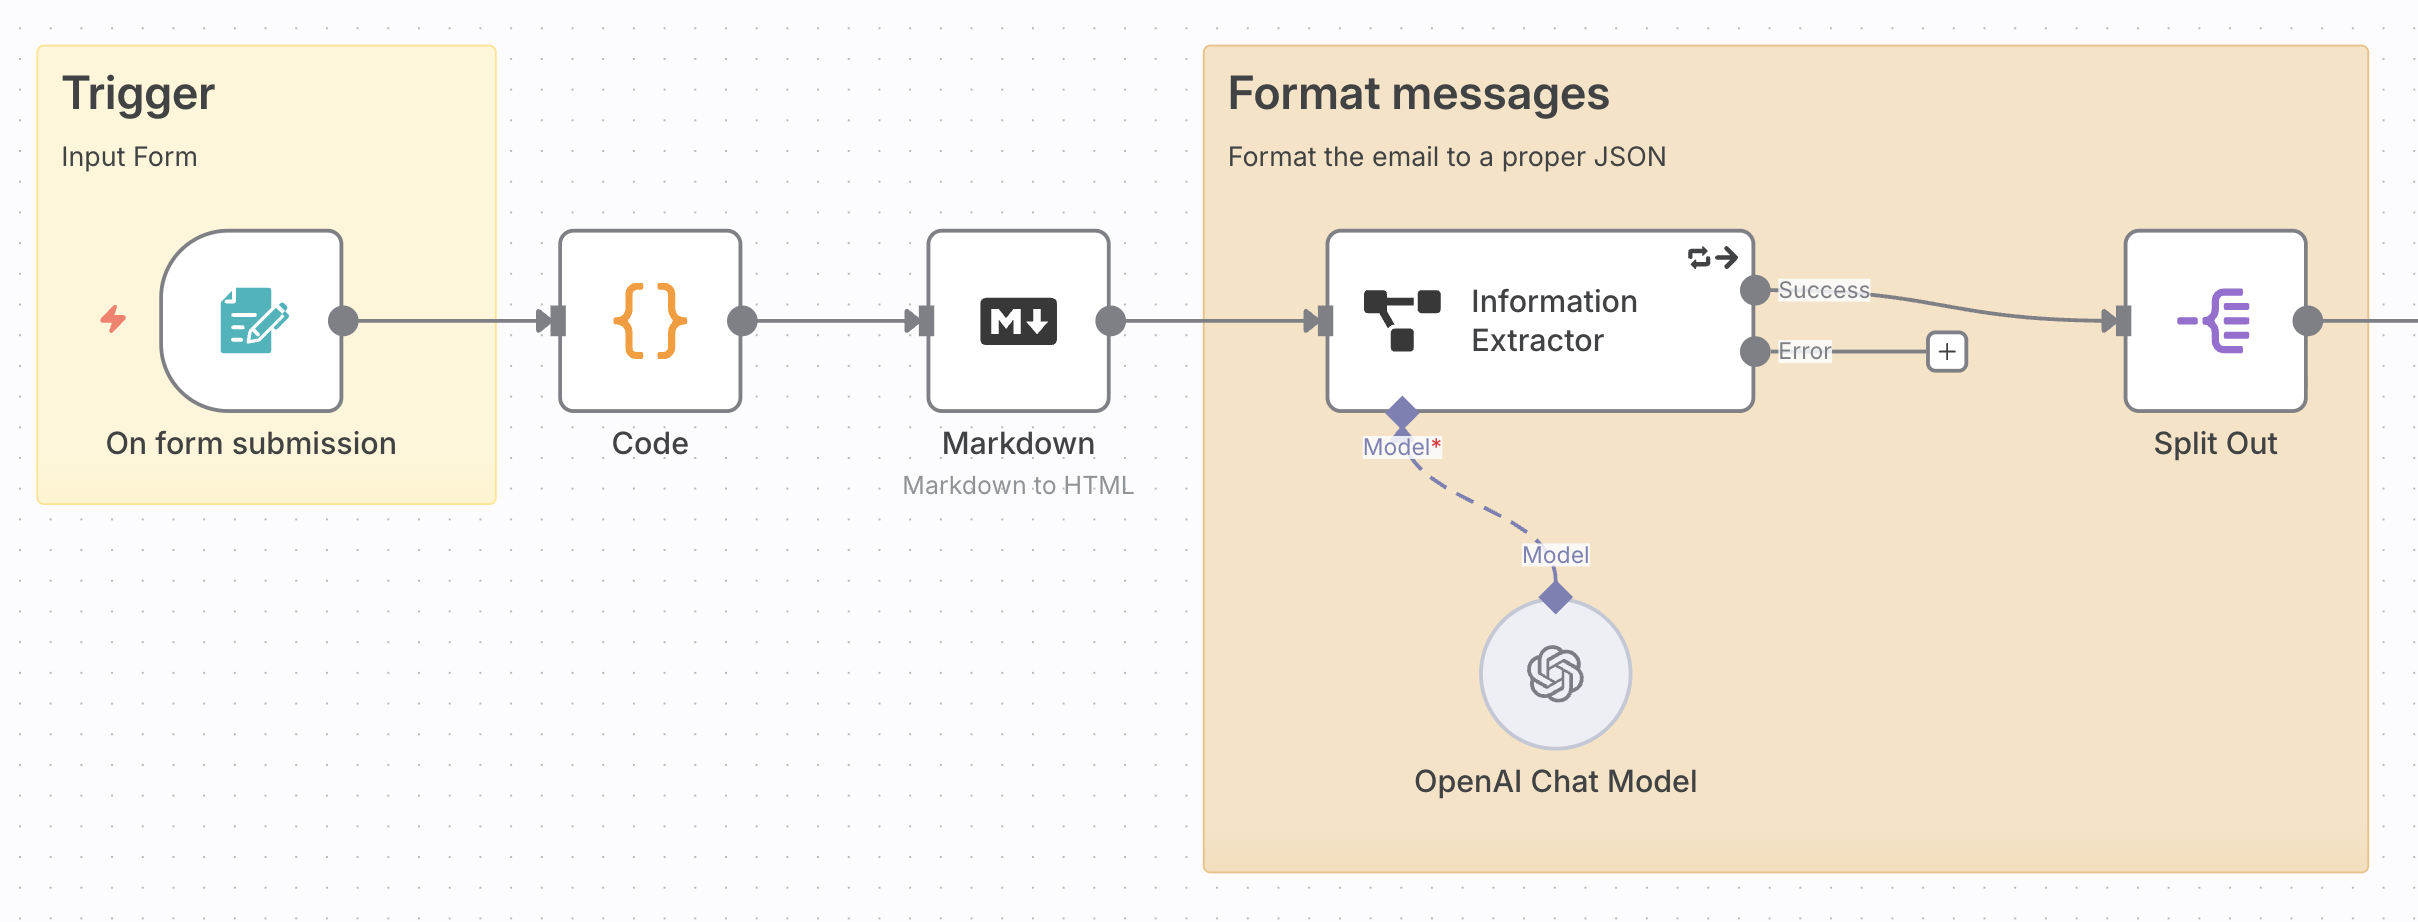 Trigger
Input Form
On form submission
Code
Markdown
Markdown to HTML
Format messages
Format the email to a proper JSON
Information
Extractor
Success
Error
Model*
Model
OpenAI Chat Model
Split Out